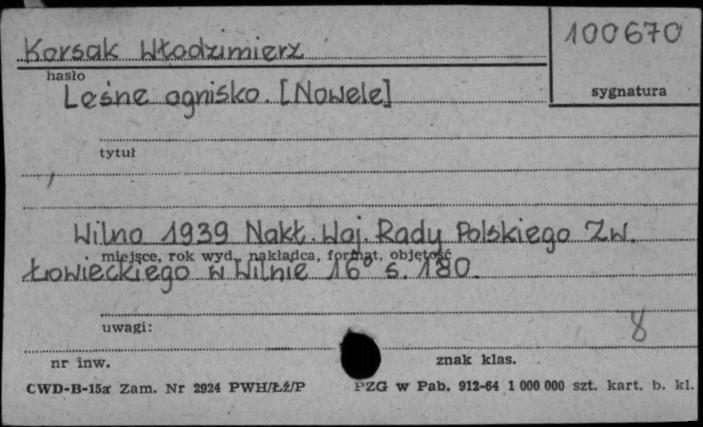 Korsak Włodzimierz
100670
hasło
sygnatura
Leśne ognisko. [Nowele]
tytuł
Wilno 1939 Nakł. Woj. Rady Polskiego Zw.
miejsce, rok wyd., nakładca, format, objętość
Łowieckiego w Wilnie 16° s. 180.
uwagi:
8
nr inw.
znak klas.
CWD-B-15a Zam. Nr 2924 PWH/Łź/P
PZG w Pab. 912-64 1 000 000 szt. kart. b. kl.